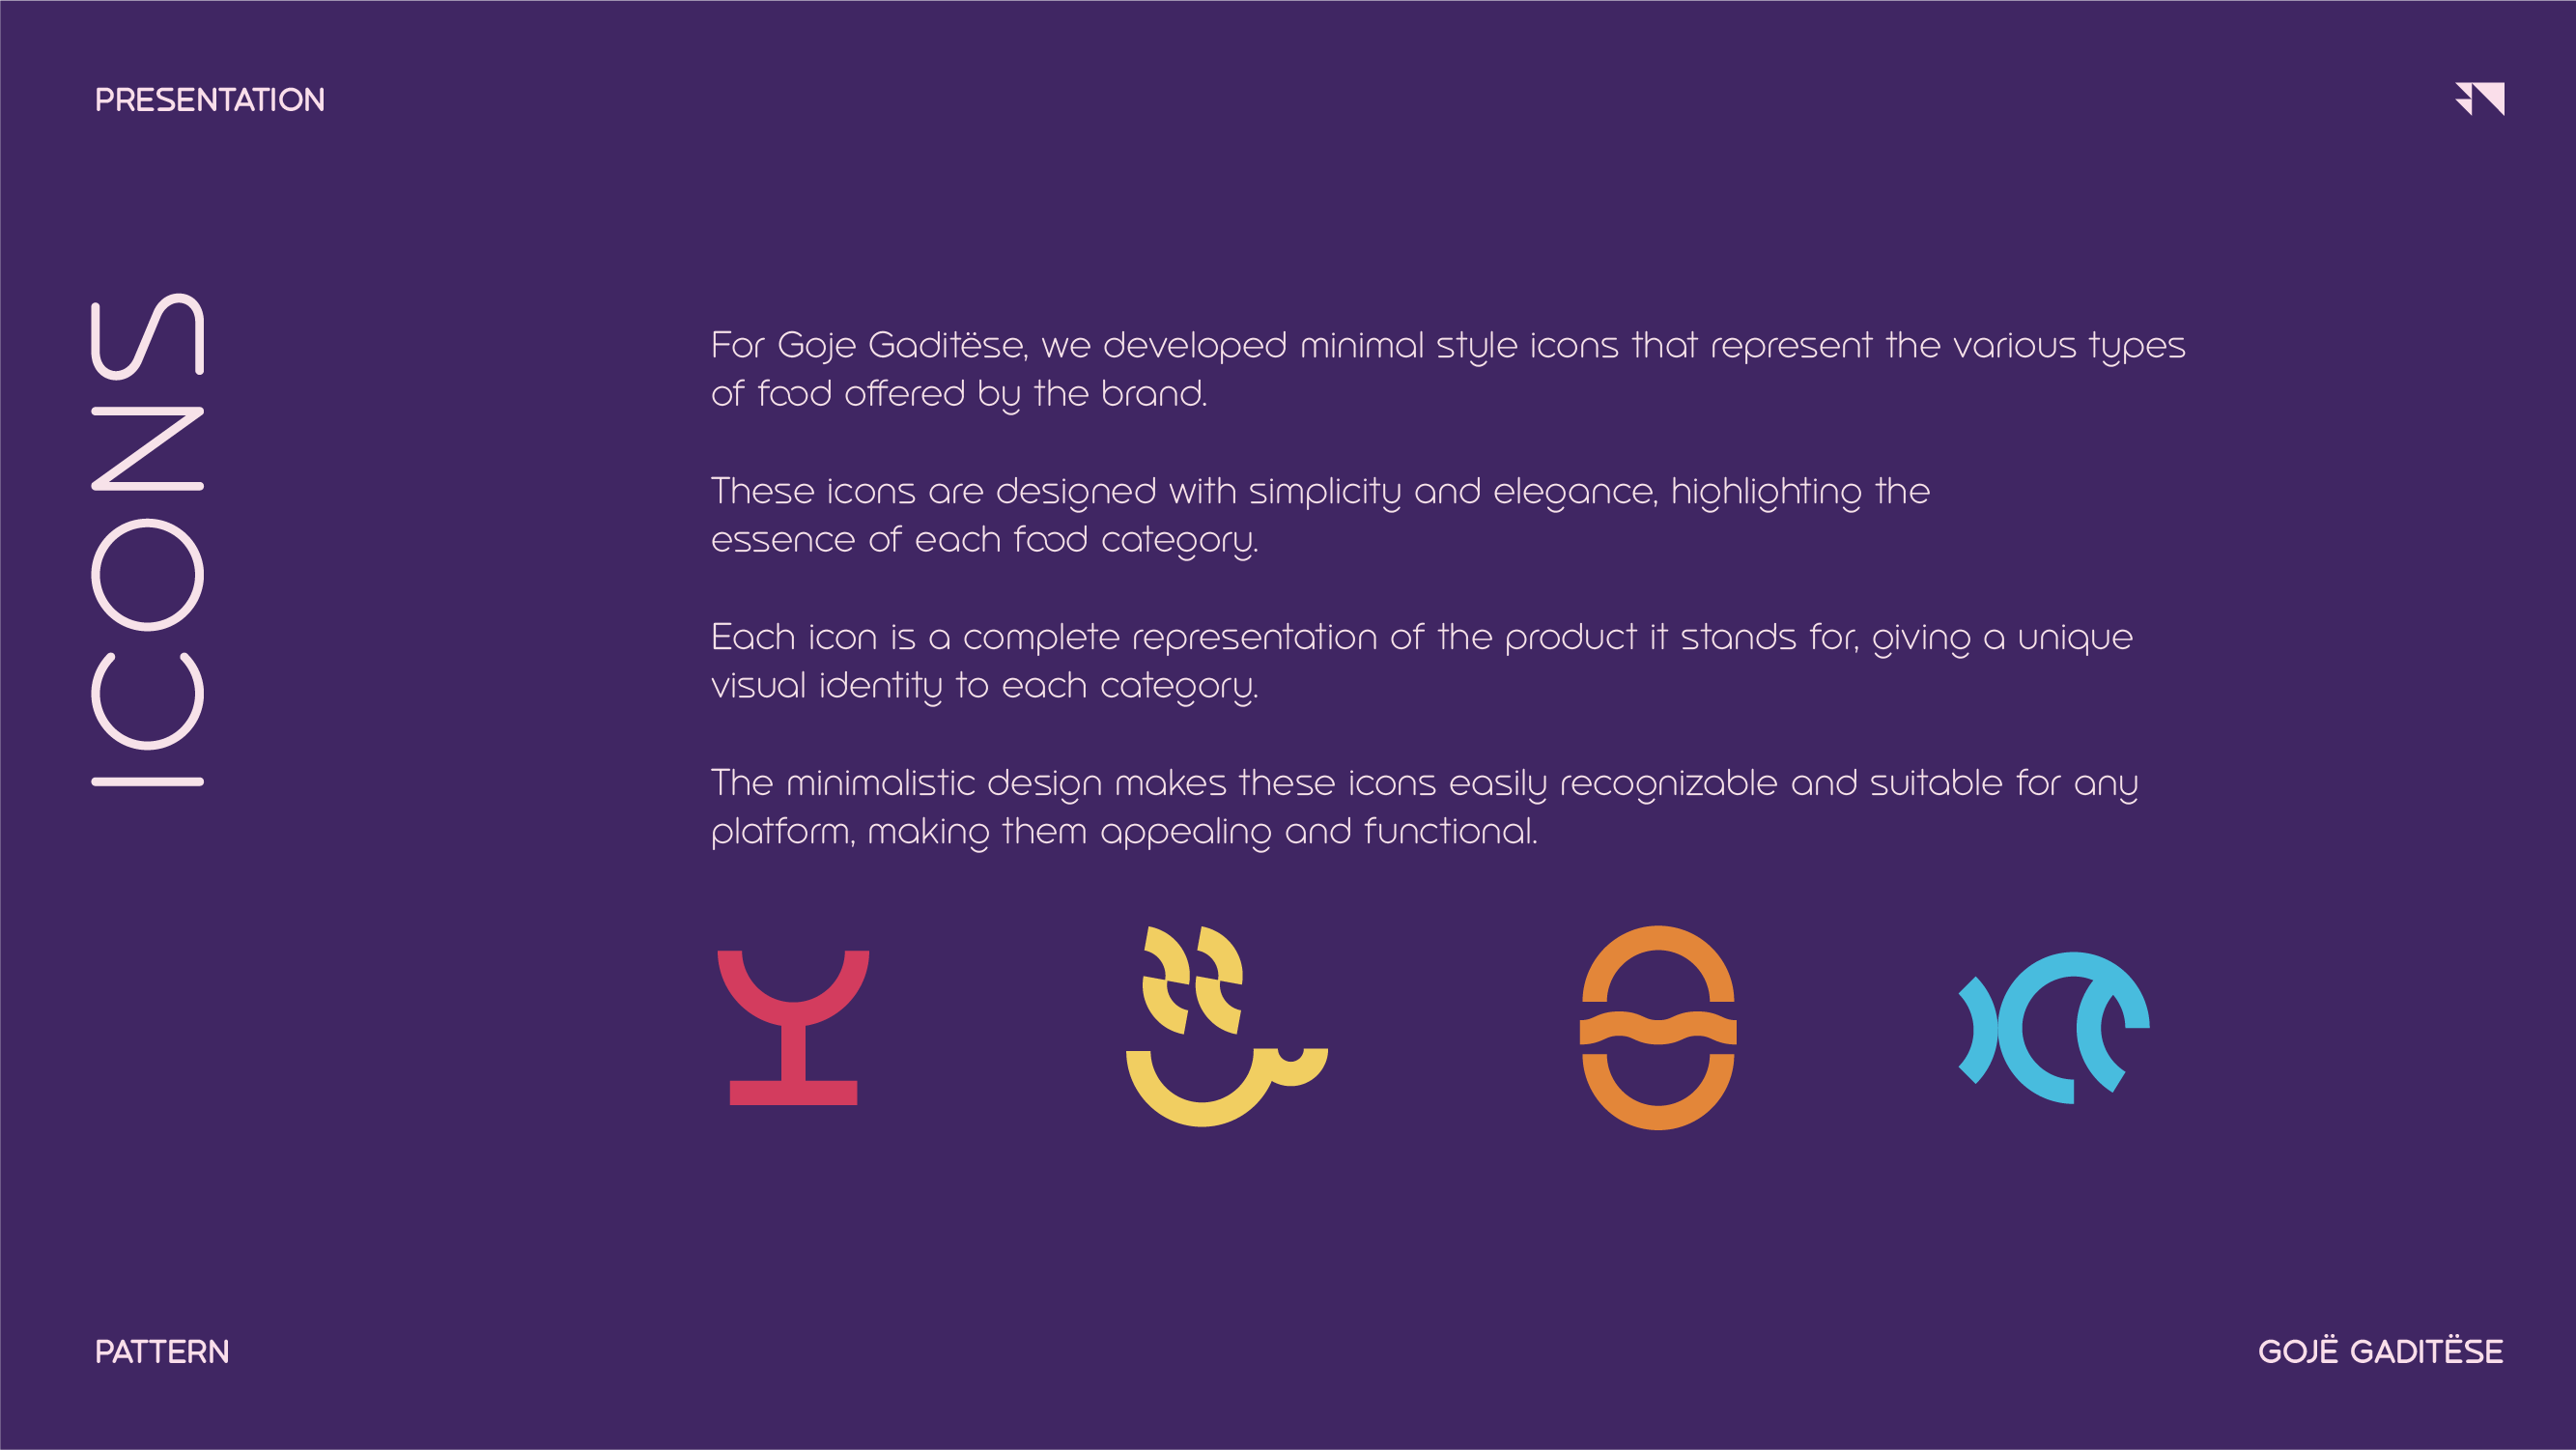 PRESENTATION
ICONS
For Goje Gaditëse, we developed minimal style icons that represent the various types
of food offered by the brand.
These icons are designed with simplicity and elegance, highlighting the
essence of each food category.
Each icon is a complete representation of the product it stands for, giving a unique
visual identity to each category.
The minimalistic design makes these icons easily recognizable and suitable for any
platform, making them appealing and functional.
PATTERN
GOJË GADITËSE